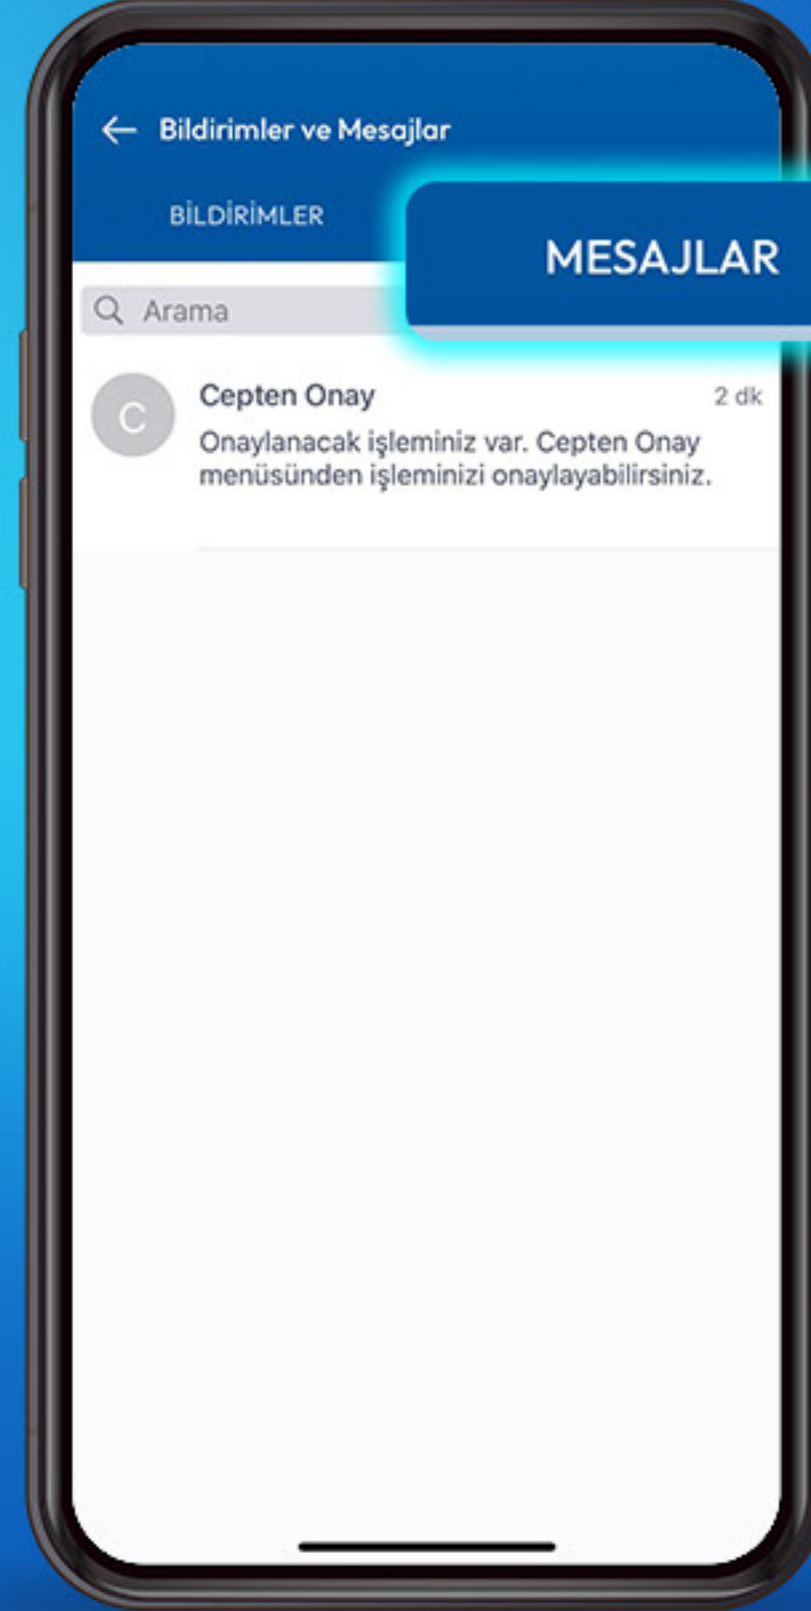 Bildirimler ve Mesajlar
BİLDİRİMLER
MESAJLAR
Arama
C
Cepten Onay
2 dk
Onaylanacak işleminiz var. Cepten Onay
menüsünden işleminizi onaylayabilirsiniz.